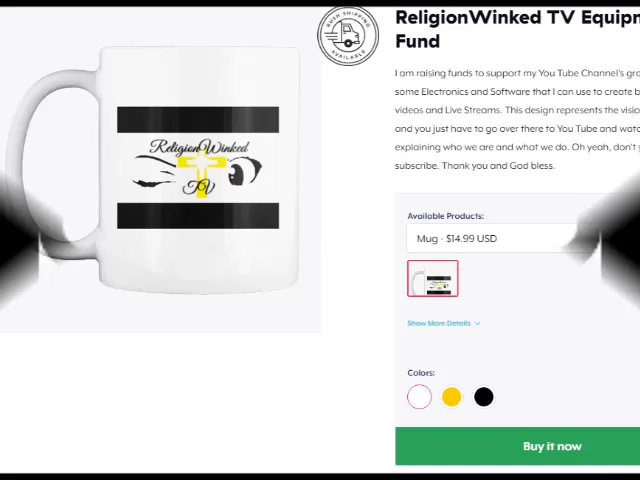 ReligionWinked
TV
RUSH SHIPPING
AVAILABLE
ReligionWinked TV Equipm
Fund
I am raising funds to support my You Tube Channel's gro
some Electronics and Software that I can use to create b
videos and Live Streams. This design represents the visio
and you just have to go over there to You Tube and watc
explaining who we are and what we do. Oh yeah, don't y
subscribe. Thank you and God bless.
Available Products:
Mug - $14.99 USD
Show More Details
Colors:
Buy it now